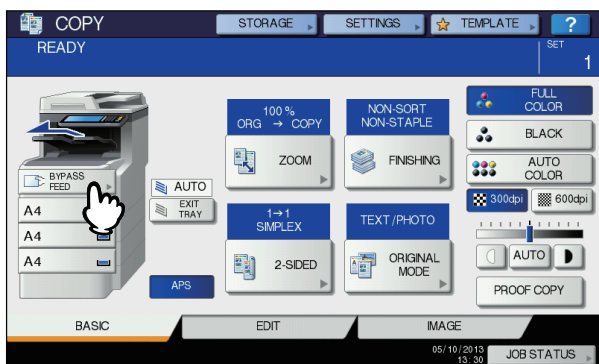 COPY
STORAGE
SETTINGS
TEMPLATE
?
READY
SET
1
BYPASS
FEED
A4
A4
A4
AUTO
EXIT
TRAY
APS
100 %
ORG → COPY
ZOOM
NON-SORT
NON-STAPLE
FINISHING
1→1
SIMPLEX
2-SIDED
TEXT/PHOTO
ORIGINAL
MODE
FULL
COLOR
BLACK
AUTO
COLOR
300dpi
600dpi
AUTO
PROOF COPY
BASIC
EDIT
IMAGE
05/10/2013
13:30
JOB STATUS